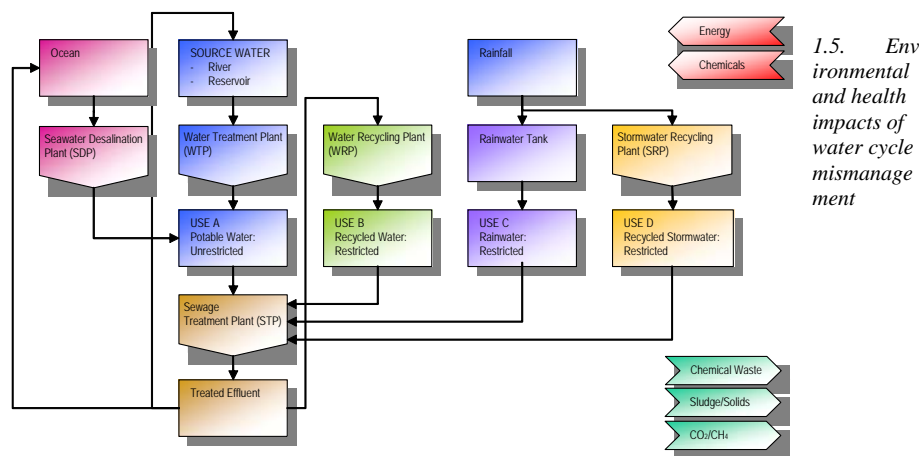 Ocean
SOURCE WATER
- River
- Reservoir
Rainfall
Energy
Chemicals
1.5. Env
ironmental
and health
impacts of
water cycle
mismanage
ment
Seawater Desalination
Plant (SDP)
Water Treatment Plant
(WTP)
Water Recycling Plant
(WRP)
Rainwater Tank
Stormwater Recycling
Plant (SRP)
USE A
Potable Water:
Unrestricted
USE B
Recycled Water:
Restricted
USE C
Rainwater:
Restricted
USE D
Recycled Stormwater:
Restricted
Sewage
Treatment Plant (STP)
Treated Effluent
Chemical Waste
Sludge/Solids
CO₂/CH₄